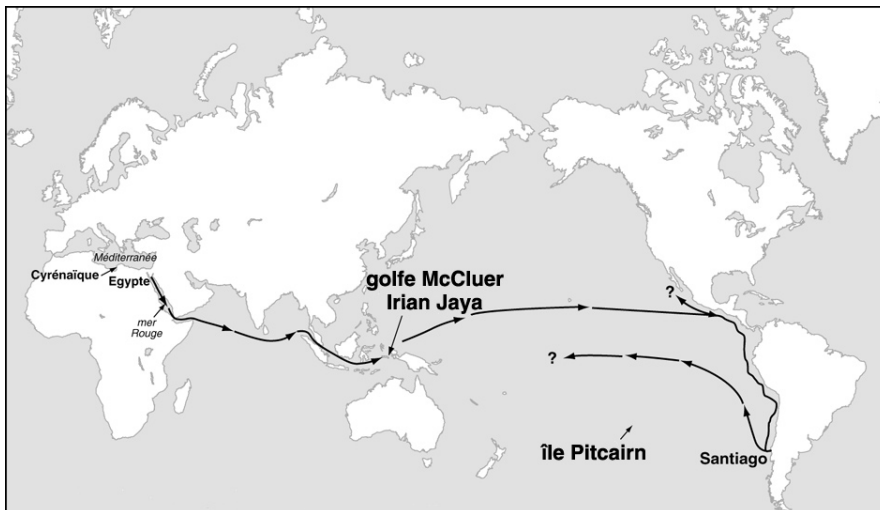 Méditerranée
Cyrénaïque
Egypte
mer
Rouge
golfe McCluer
Irian Jaya
?
?
île Pitcairn
Santiago